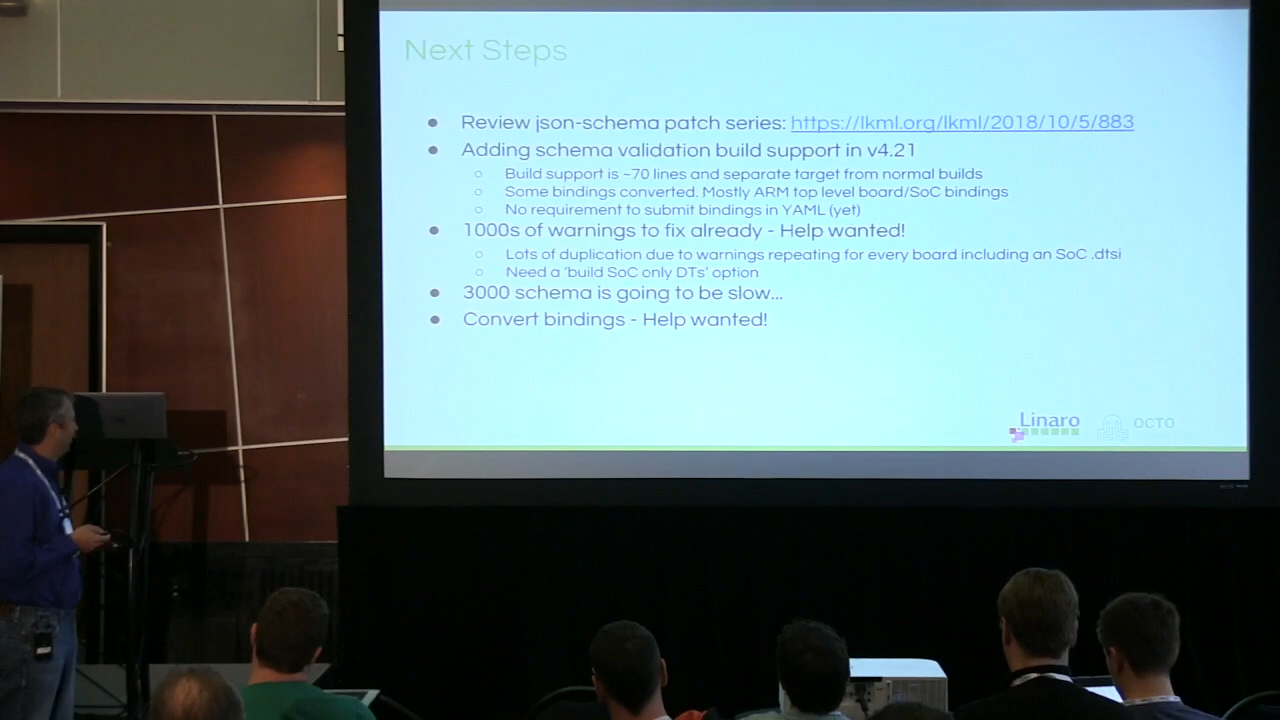 Next Steps
● Review json-schema patch series: https://lkml.org/lkml/2018/10/5/883
● Adding schema validation build support in v4.21
○ Build support is ~70 lines and separate target from normal builds
○ Some bindings converted. Mostly ARM top level board/SoC bindings
○ No requirement to submit bindings in YAML (yet)
● 1000s of warnings to fix already - Help wanted!
○ Lots of duplication due to warnings repeating for every board including an SoC .dtsi
○ Need a 'build SoC only DTs' option
● 3000 schema is going to be slow...
● Convert bindings - Help wanted!
Linaro
OCTO